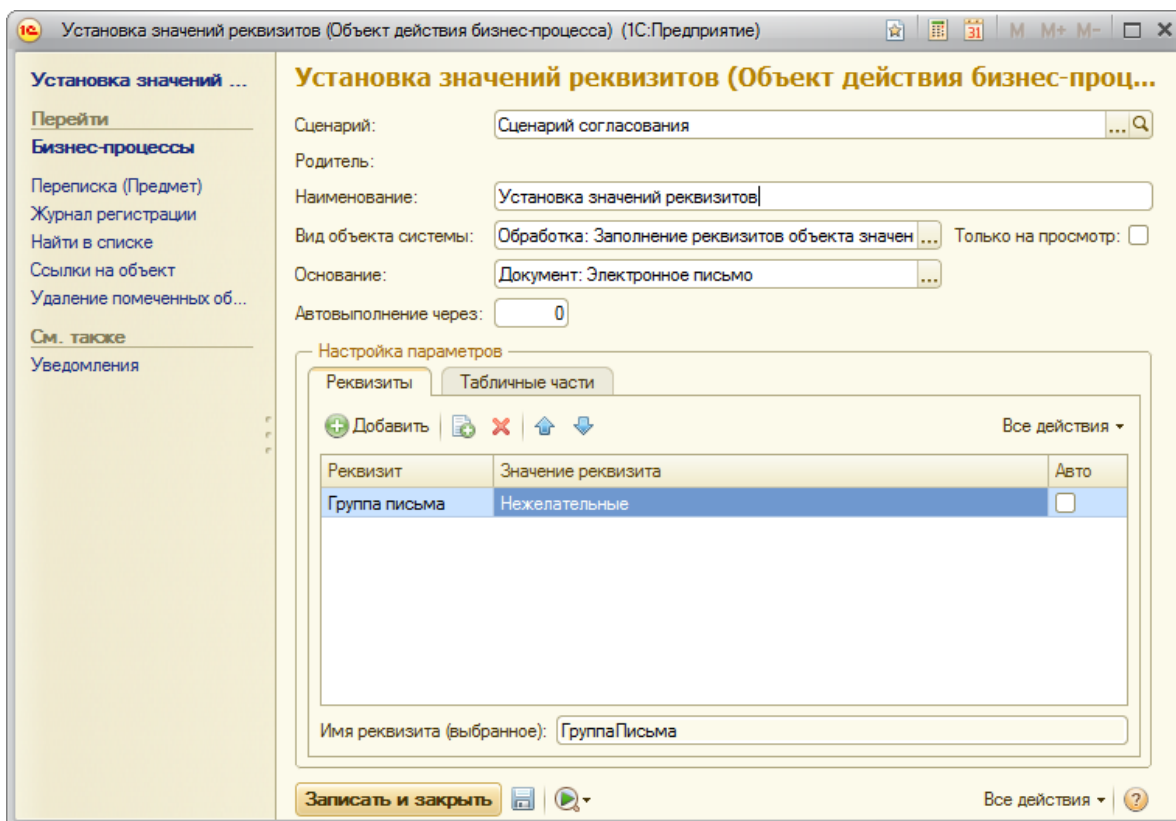 1С Установка значений реквизитов (Объект действия бизнес-процесса) (1С:Предприятие) 31 M M+ M-
Установка значений ...
Перейти
Бизнес-процессы
Переписка (Предмет)
Журнал регистрации
Найти в списке
Ссылки на объект
Удаление помеченных об...
См. также
Уведомления
Установка значений реквизитов (Объект действия бизнес-проц...
Сценарий: Сценарий согласования ...
Родитель:
Наименование: Установка значений реквизитов
Вид объекта системы: Обработка: Заполнение реквизитов объекта значен ... Только на просмотр:
Основание: Документ: Электронное письмо ...
Автовыполнение через: 0
Настройка параметров
Реквизиты Табличные части
Добавить Все действия
Реквизит Значение реквизита Авто
Группа письма Нежелательные
Имя реквизита (выбранное): ГруппаПисьма
Записать и закрыть Все действия ?